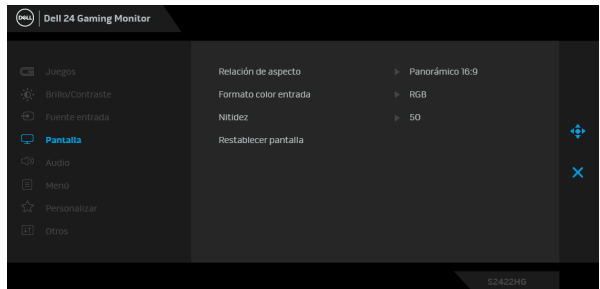 DELL Dell 24 Gaming Monitor
Juegos
Brillo/Contraste
Fuente entrada
Pantalla
Audio
Menú
Personalizar
Otros
Relación de aspecto Panorámico 16:9
Formato color entrada RGB
Nitidez 50
Restablecer pantalla
S2422HG